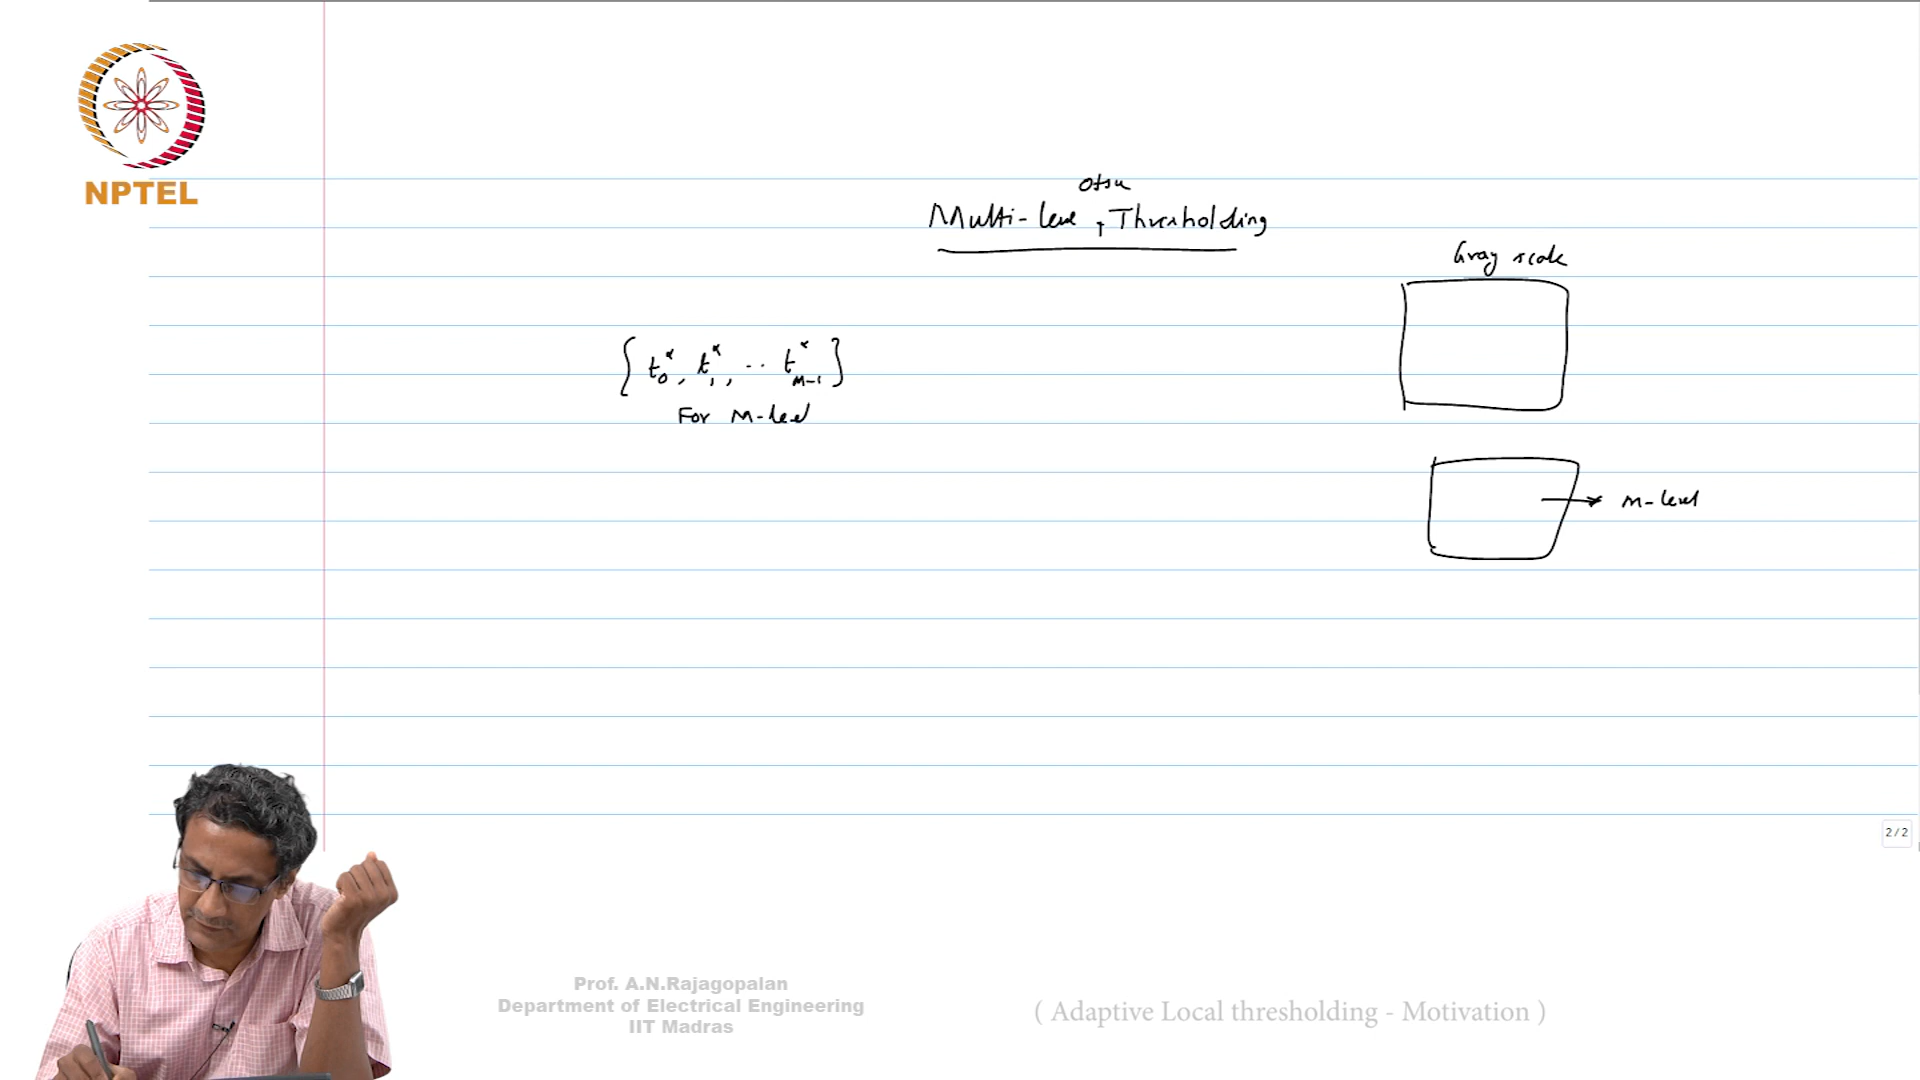 NPTEL
Otsu
Multi-level Thresholding
Gray scale
{ t₀*, t₁*, .. t*ₘ₋₁ }
For M-level
M-level
2/2
Prof. A.N.Rajagopalan
Department of Electrical Engineering
IIT Madras
( Adaptive Local thresholding - Motivation )